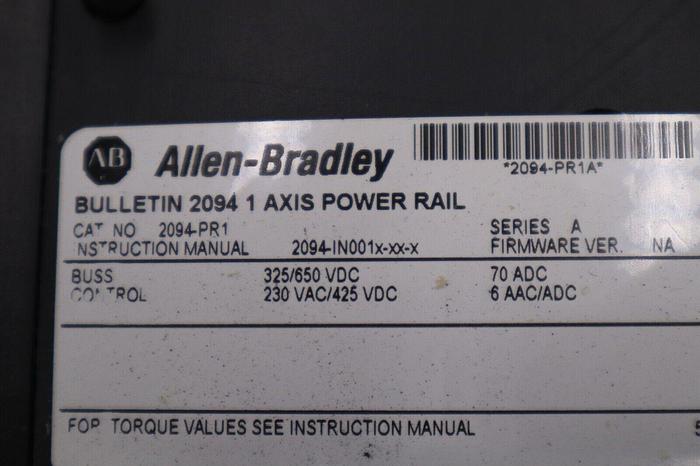 AB Allen-Bradley
*2094-PR1A*
BULLETIN 2094 1 AXIS POWER RAIL
CAT NO 2094-PR1 SERIES A
NSTRUCTION MANUAL 2094-IN001x-xx-x FIRMWARE VER. NA
BUSS 325/650 VDC 70 ADC
CONTROL 230 VAC/425 VDC 6 AAC/ADC
FOR TORQUE VALUES SEE INSTRUCTION MANUAL